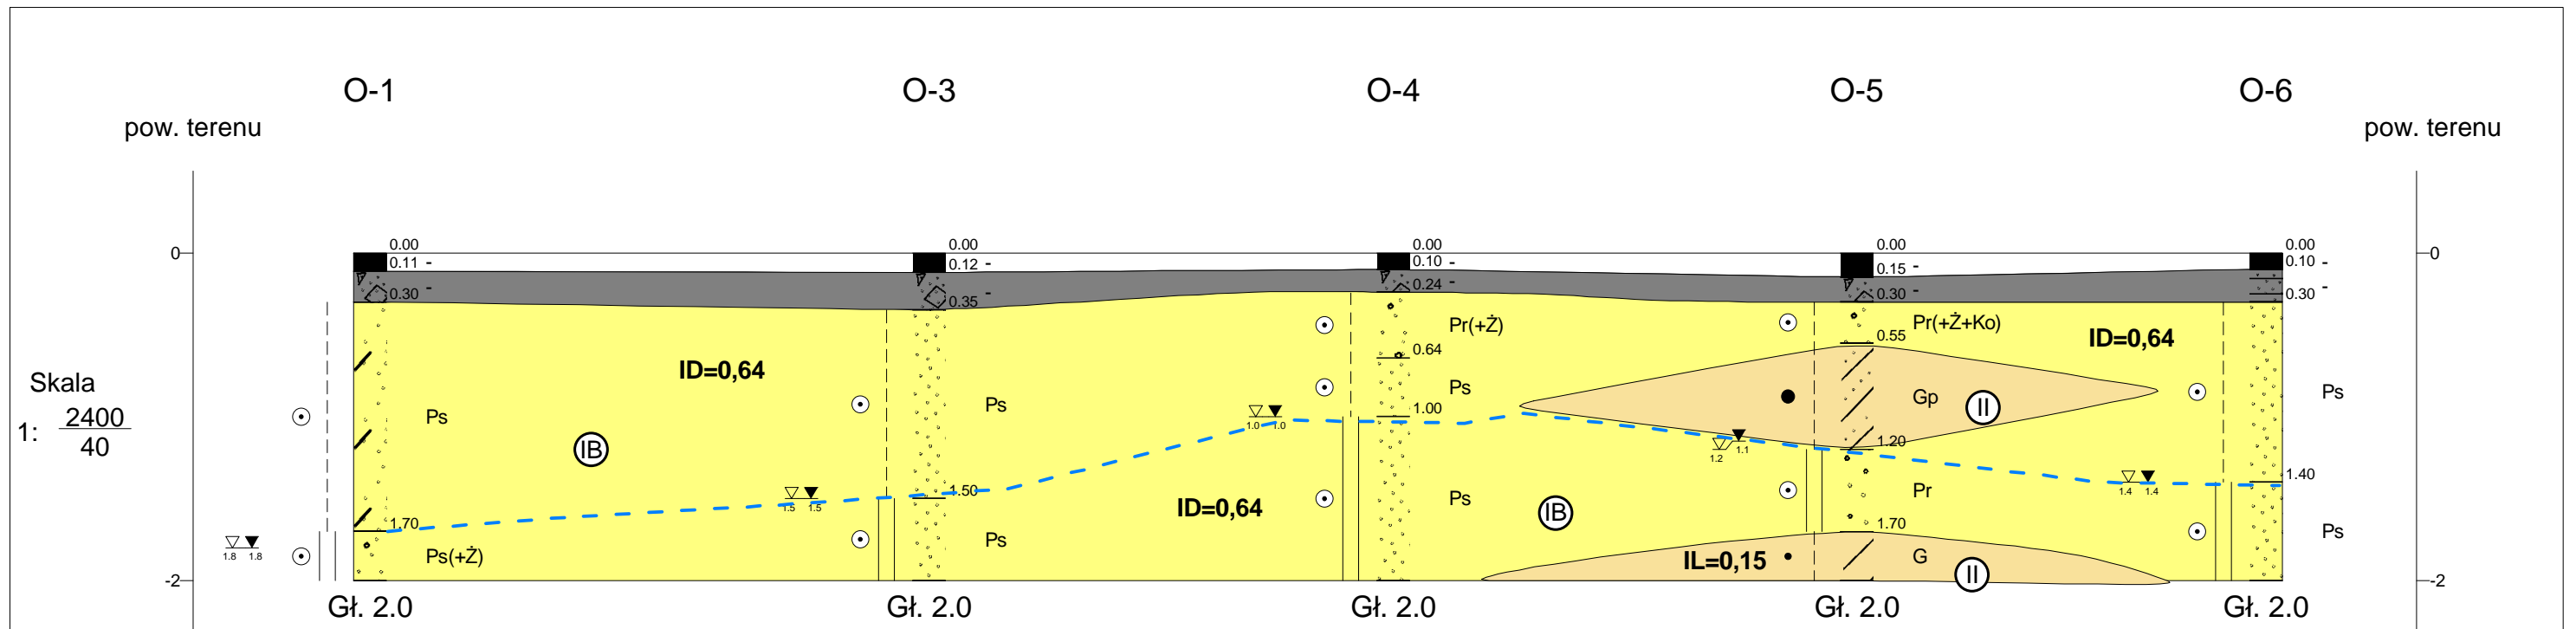 O-1 O-3 O-4 O-5 O-6
pow. terenu pow. terenu
0.00 0.00 0.00 0.00 0.00
0 0
0.11 - 0.12 - 0.10 - 0.15 - 0.10 -
0.30 - 0.35 - 0.24 - 0.30 - 0.30 -
Pr(+Ż) Pr(+Ż+Ko)
0.55
ID=0,64
0.64
ID=0,64
Skala
1: 2400
40
Ps Ps Ps Gp II Ps
1.0 1.0 1.00
IB
1.2 1.1 1.20
1.5 1.5 1.50 1.4 1.4 1.40
ID=0,64 Ps IB Pr
1.70 1.70
1.8 1.8 Ps(+Ż) Ps IL=0,15 G II Ps
-2 -2
Gł. 2.0 Gł. 2.0 Gł. 2.0 Gł. 2.0 Gł. 2.0